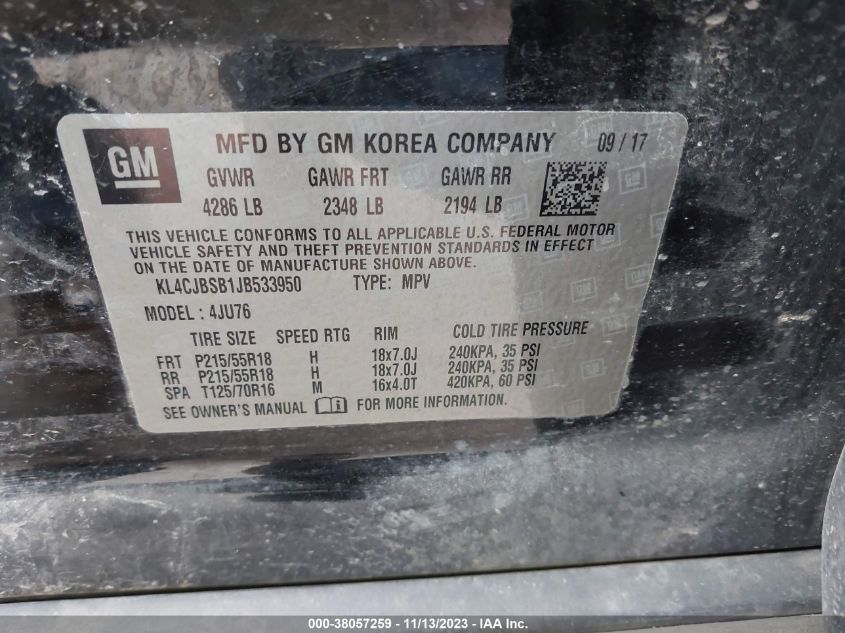 GM MFD BY GM KOREA COMPANY 09 / 17
GVWR GAWR FRT GAWR RR
4286 LB 2348 LB 2194 LB
THIS VEHICLE CONFORMS TO ALL APPLICABLE U.S. FEDERAL MOTOR
VEHICLE SAFETY AND THEFT PREVENTION STANDARDS IN EFFECT
ON THE DATE OF MANUFACTURE SHOWN ABOVE.
KL4CJBSB1JB533950 TYPE: MPV
MODEL : 4JU76
TIRE SIZE SPEED RTG RIM COLD TIRE PRESSURE
FRT P215/55R18 H 18x7.0J 240KPA, 35 PSI
RR P215/55R18 H 18x7.0J 240KPA, 35 PSI
SPA T125/70R16 M 16x4.0T 420KPA, 60 PSI
SEE OWNER'S MANUAL FOR MORE INFORMATION.
000-38057259 - 11/13/2023 - IAA Inc.